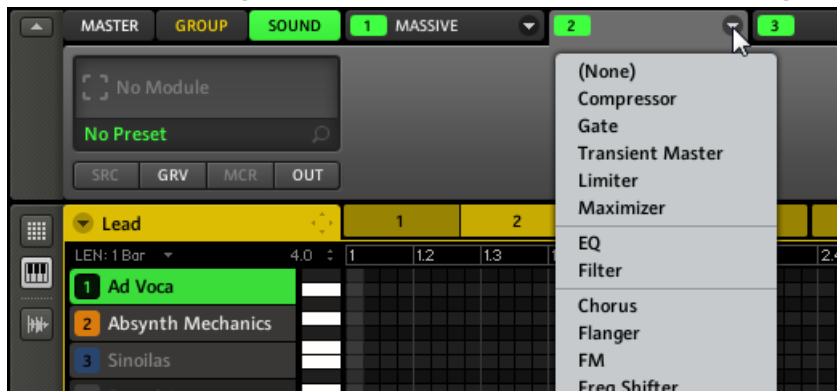 MASTER GROUP SOUND 1 MASSIVE 2 3
No Module
No Preset
SRC GRV MCR OUT
(None)
Compressor
Gate
Transient Master
Limiter
Maximizer
EQ
Filter
Chorus
Flanger
FM
Freq Shifter
Lead 1 2
LEN: 1 Bar 4.0 1 1.2 1.3
1 Ad Voca
2 Absynth Mechanics
3 Sinoilas